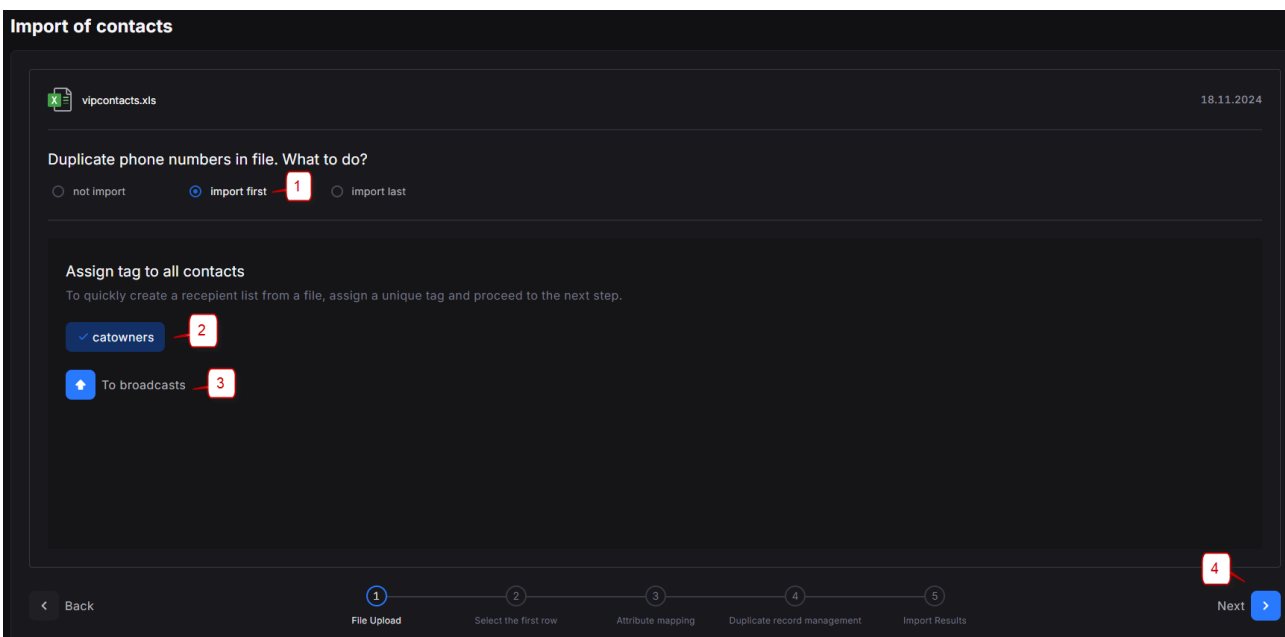 Import of contacts
vipcontacts.xls 18.11.2024
Duplicate phone numbers in file. What to do?
not import import first 1 import last
Assign tag to all contacts
To quickly create a recepient list from a file, assign a unique tag and proceed to the next step.
catowners 2
To broadcasts 3
4
Back 1 2 3 4 5 Next
File Upload Select the first row Attribute mapping Duplicate record management Import Results